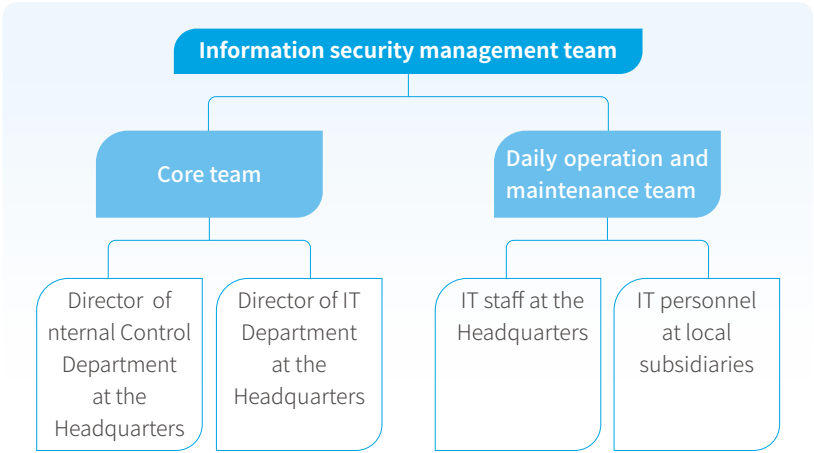 Information security management team
Core team
Daily operation and
maintenance team
Director of
nternal Control
Department
at the
Headquarters
Director of IT
Department
at the
Headquarters
IT staff at the
Headquarters
IT personnel
at local
subsidiaries